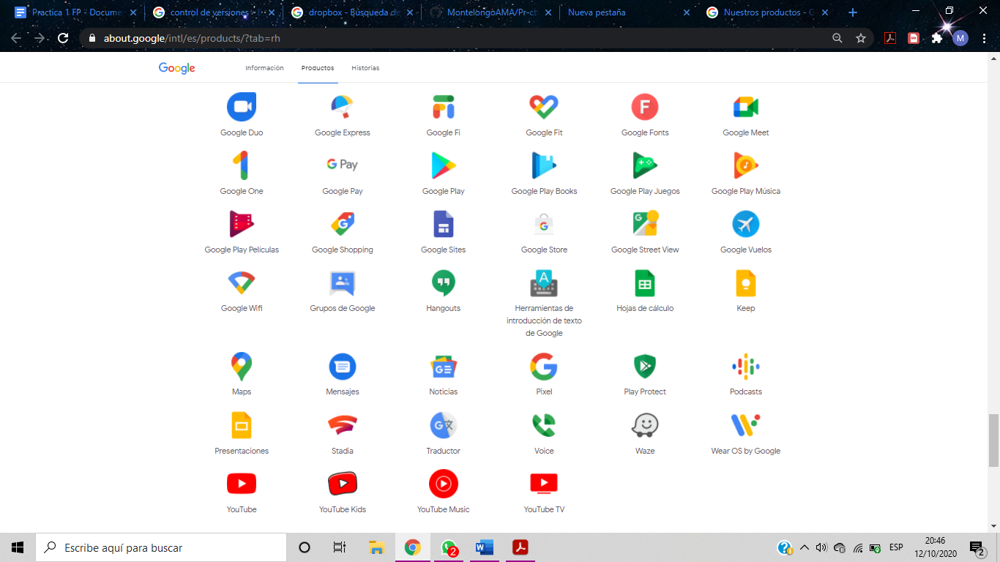 Practica 1 FP - Docume
control de versiones - B
dropbox - Búsqueda de
MontelongoAMA/Pr-ctı
Nueva pestaña
Nuestros productos - G
about.google/intl/es/products/?tab=rh
M
Google
Información
Productos
Historias
Google Duo
Google Express
Google Fi
Google Fit
F
Google Fonts
Google Meet
Google One
G Pay
Google Pay
Google Play
Google Play Books
Google Play Juegos
Google Play Música
Google Play Películas
Google Shopping
Google Sites
Google Store
Google Street View
Google Vuelos
Google Wifi
Grupos de Google
Hangouts
A
Herramientas de
introducción de texto
de Google
Hojas de cálculo
Keep
Maps
Mensajes
Noticias
Pixel
Play Protect
Podcasts
Presentaciones
Stadia
Traductor
Voice
Waze
Wear OS by Google
YouTube
YouTube Kids
YouTube Music
YouTube TV
Escribe aquí para buscar
2
ESP
20:46
12/10/2020
2